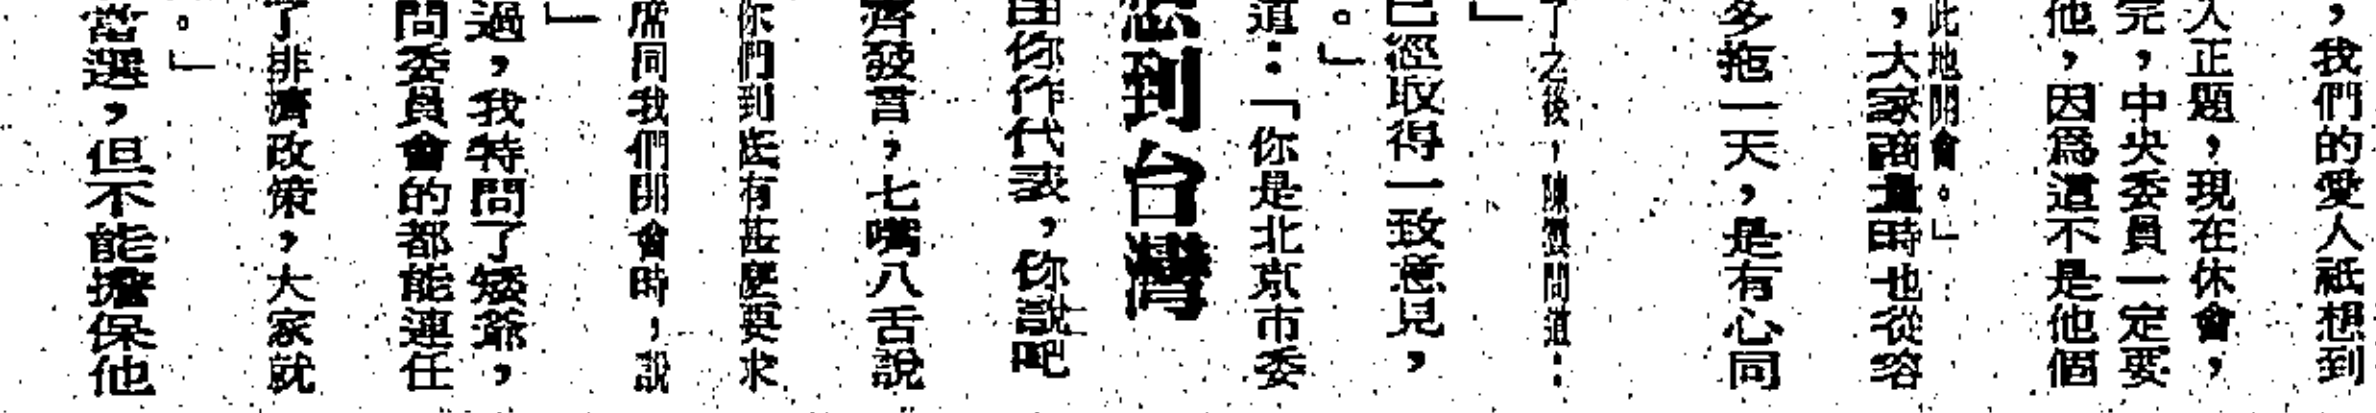 ，我們的愛人祇想到
入正題，現在休會，
完，中央委員一定要
他，因爲這不是他個
此地開會。」
，大家商量時也從容
多拖一天，是有心同
了之後，陳雲問道：
」
已經取得一致意見，
。」
道：「你是北京市委
想到台灣
由你作代表，你說吧
齊發言，七嘴八舌說
你們到底有甚麼要求
席同我們開會時，說
」
過，我特問了矮爺，
問委員會的都能連任
了非濟政策，大家就
。」
當選，但不能擔保他